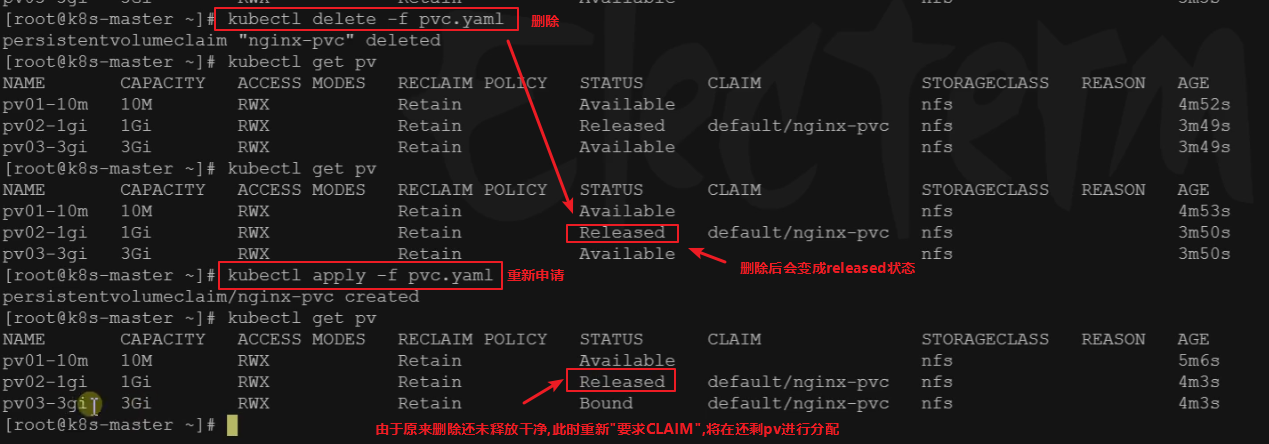 pv03-3gi 3Gi RWX Retain Available nfs 3m3s
[root@k8s-master ~]# kubectl delete -f pvc.yaml 删除
persistentvolumeclaim "nginx-pvc" deleted
[root@k8s-master ~]# kubectl get pv
NAME CAPACITY ACCESS MODES RECLAIM POLICY STATUS CLAIM STORAGECLASS REASON AGE
pv01-10m 10M RWX Retain Available nfs 4m52s
pv02-1gi 1Gi RWX Retain Released default/nginx-pvc nfs 3m49s
pv03-3gi 3Gi RWX Retain Available nfs 3m49s
[root@k8s-master ~]# kubectl get pv
NAME CAPACITY ACCESS MODES RECLAIM POLICY STATUS CLAIM STORAGECLASS REASON AGE
pv01-10m 10M RWX Retain Available nfs 4m53s
pv02-1gi 1Gi RWX Retain Released default/nginx-pvc nfs 3m50s
pv03-3gi 3Gi RWX Retain Available nfs 3m50s
删除后会变成released状态
[root@k8s-master ~]# kubectl apply -f pvc.yaml 重新申请
persistentvolumeclaim/nginx-pvc created
[root@k8s-master ~]# kubectl get pv
NAME CAPACITY ACCESS MODES RECLAIM POLICY STATUS CLAIM STORAGECLASS REASON AGE
pv01-10m 10M RWX Retain Available nfs 5m6s
pv02-1gi 1Gi RWX Retain Released default/nginx-pvc nfs 4m3s
pv03-3gi 3Gi RWX Retain Bound default/nginx-pvc nfs 4m3s
[root@k8s-master ~]#
由于原来删除还未释放干净,此时重新"要求CLAIM",将在还剩pv进行分配
Electerm